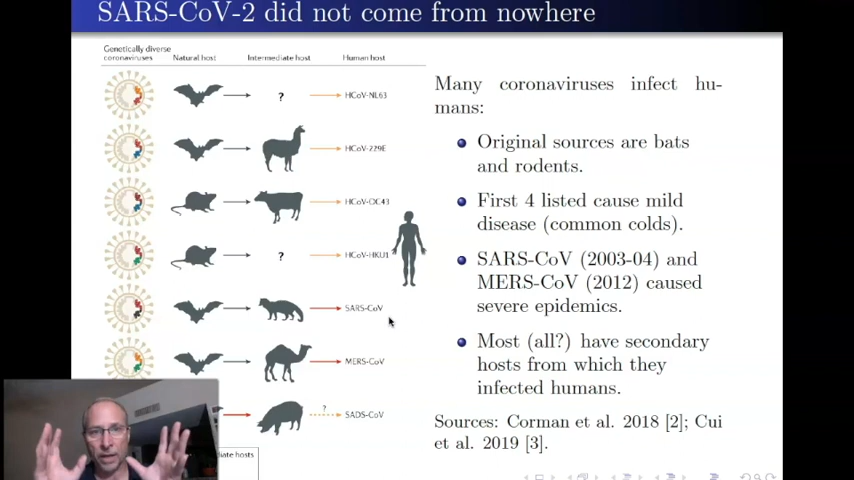 SARS-CoV-2 did not come from nowhere
Genetically diverse
coronaviruses
Natural host
Intermediate host
Human host
?
HCoV-NL63
HCoV-229E
HCoV-OC43
?
HCoV-HKU1
SARS-CoV
MERS-CoV
?
SADS-CoV
diate hosts
Many coronaviruses infect hu-
mans:
Original sources are bats
and rodents.
First 4 listed cause mild
disease (common colds).
SARS-CoV (2003-04) and
MERS-CoV (2012) caused
severe epidemics.
Most (all?) have secondary
hosts from which they
infected humans.
Sources: Corman et al. 2018 [2]; Cui
et al. 2019 [3].